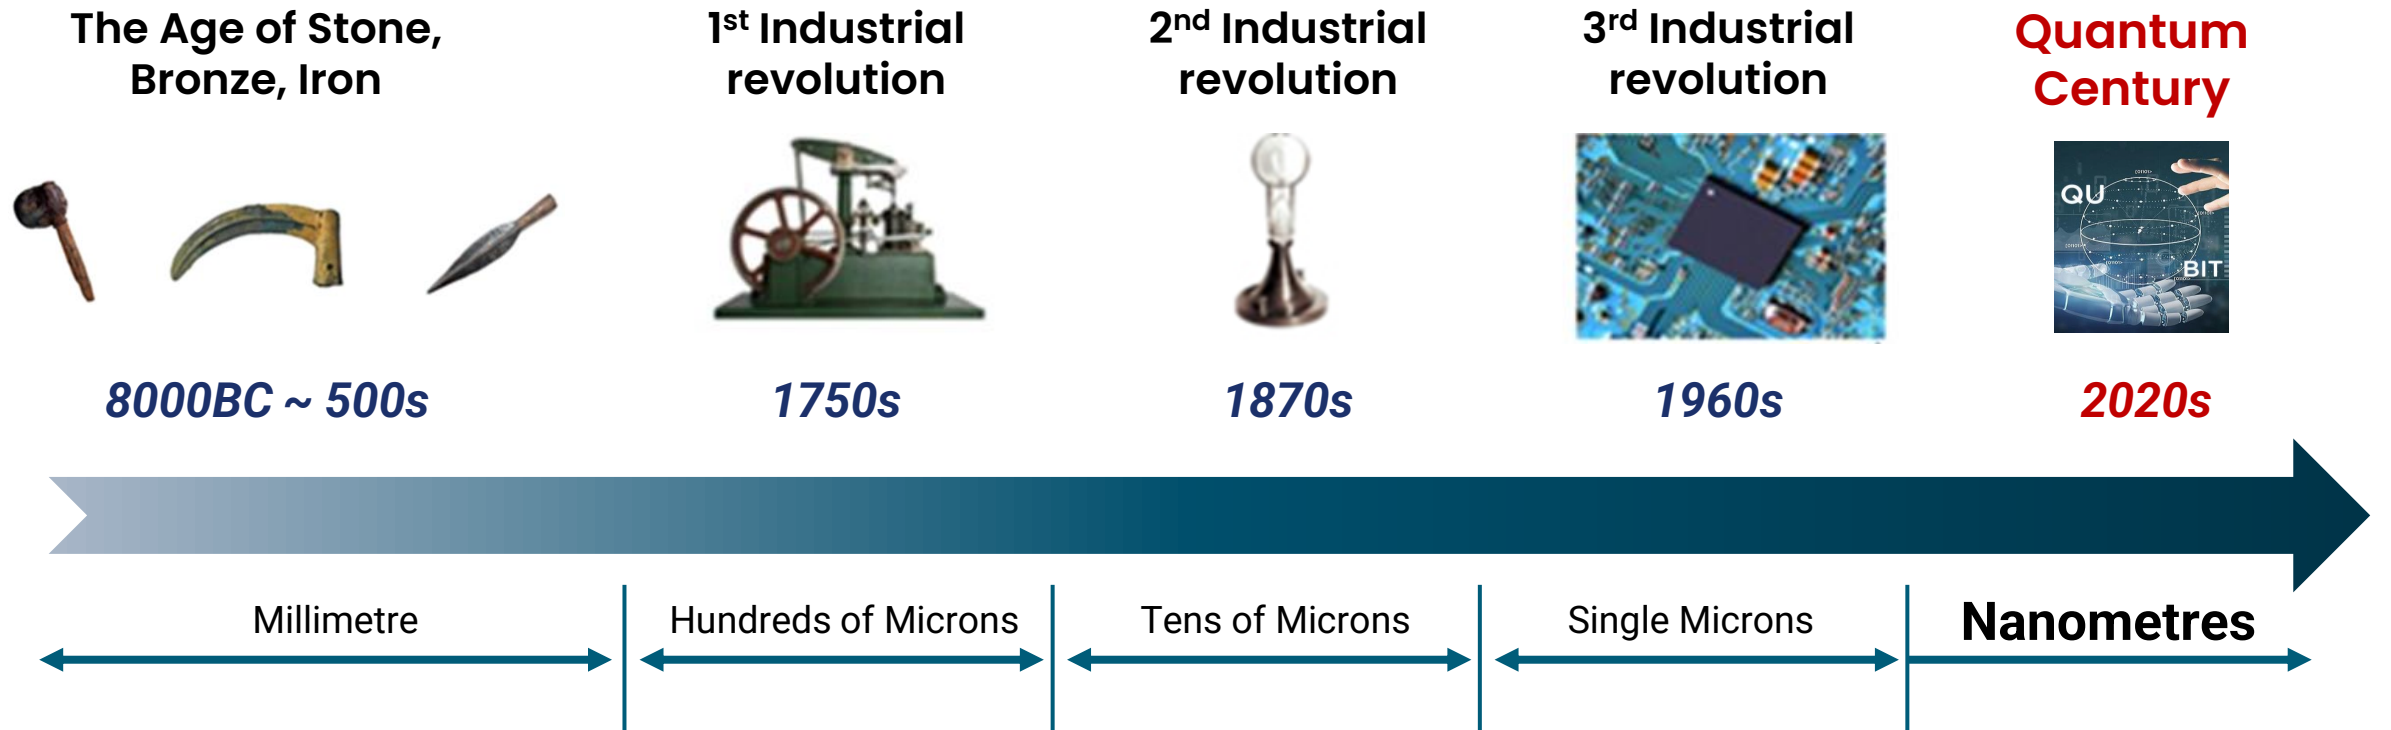 The Age of Stone,
Bronze, Iron
1st Industrial
revolution
2nd Industrial
revolution
3rd Industrial
revolution
Quantum
Century
QU
BIT
8000BC ~ 500s
1750s
1870s
1960s
2020s
Millimetre
Hundreds of Microns
Tens of Microns
Single Microns
Nanometres